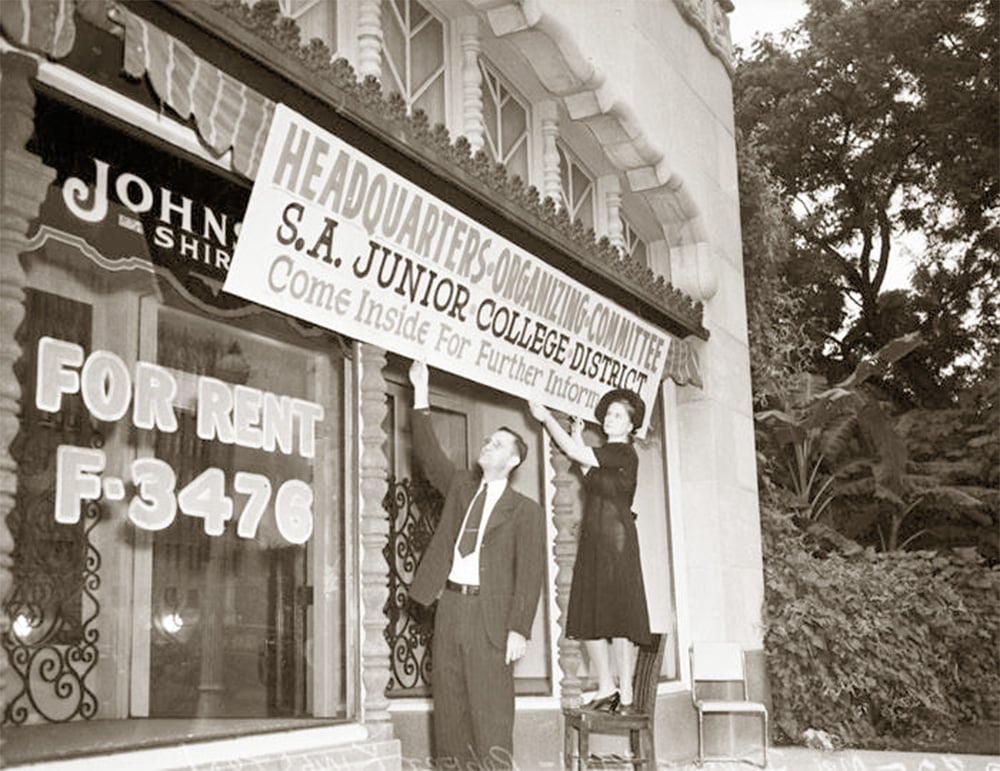 HEADQUARTERS-ORGANIZING-COMMITTEE
S.A. JUNIOR COLLEGE DISTRICT
Come Inside For Further
FOR RENT
F-3476